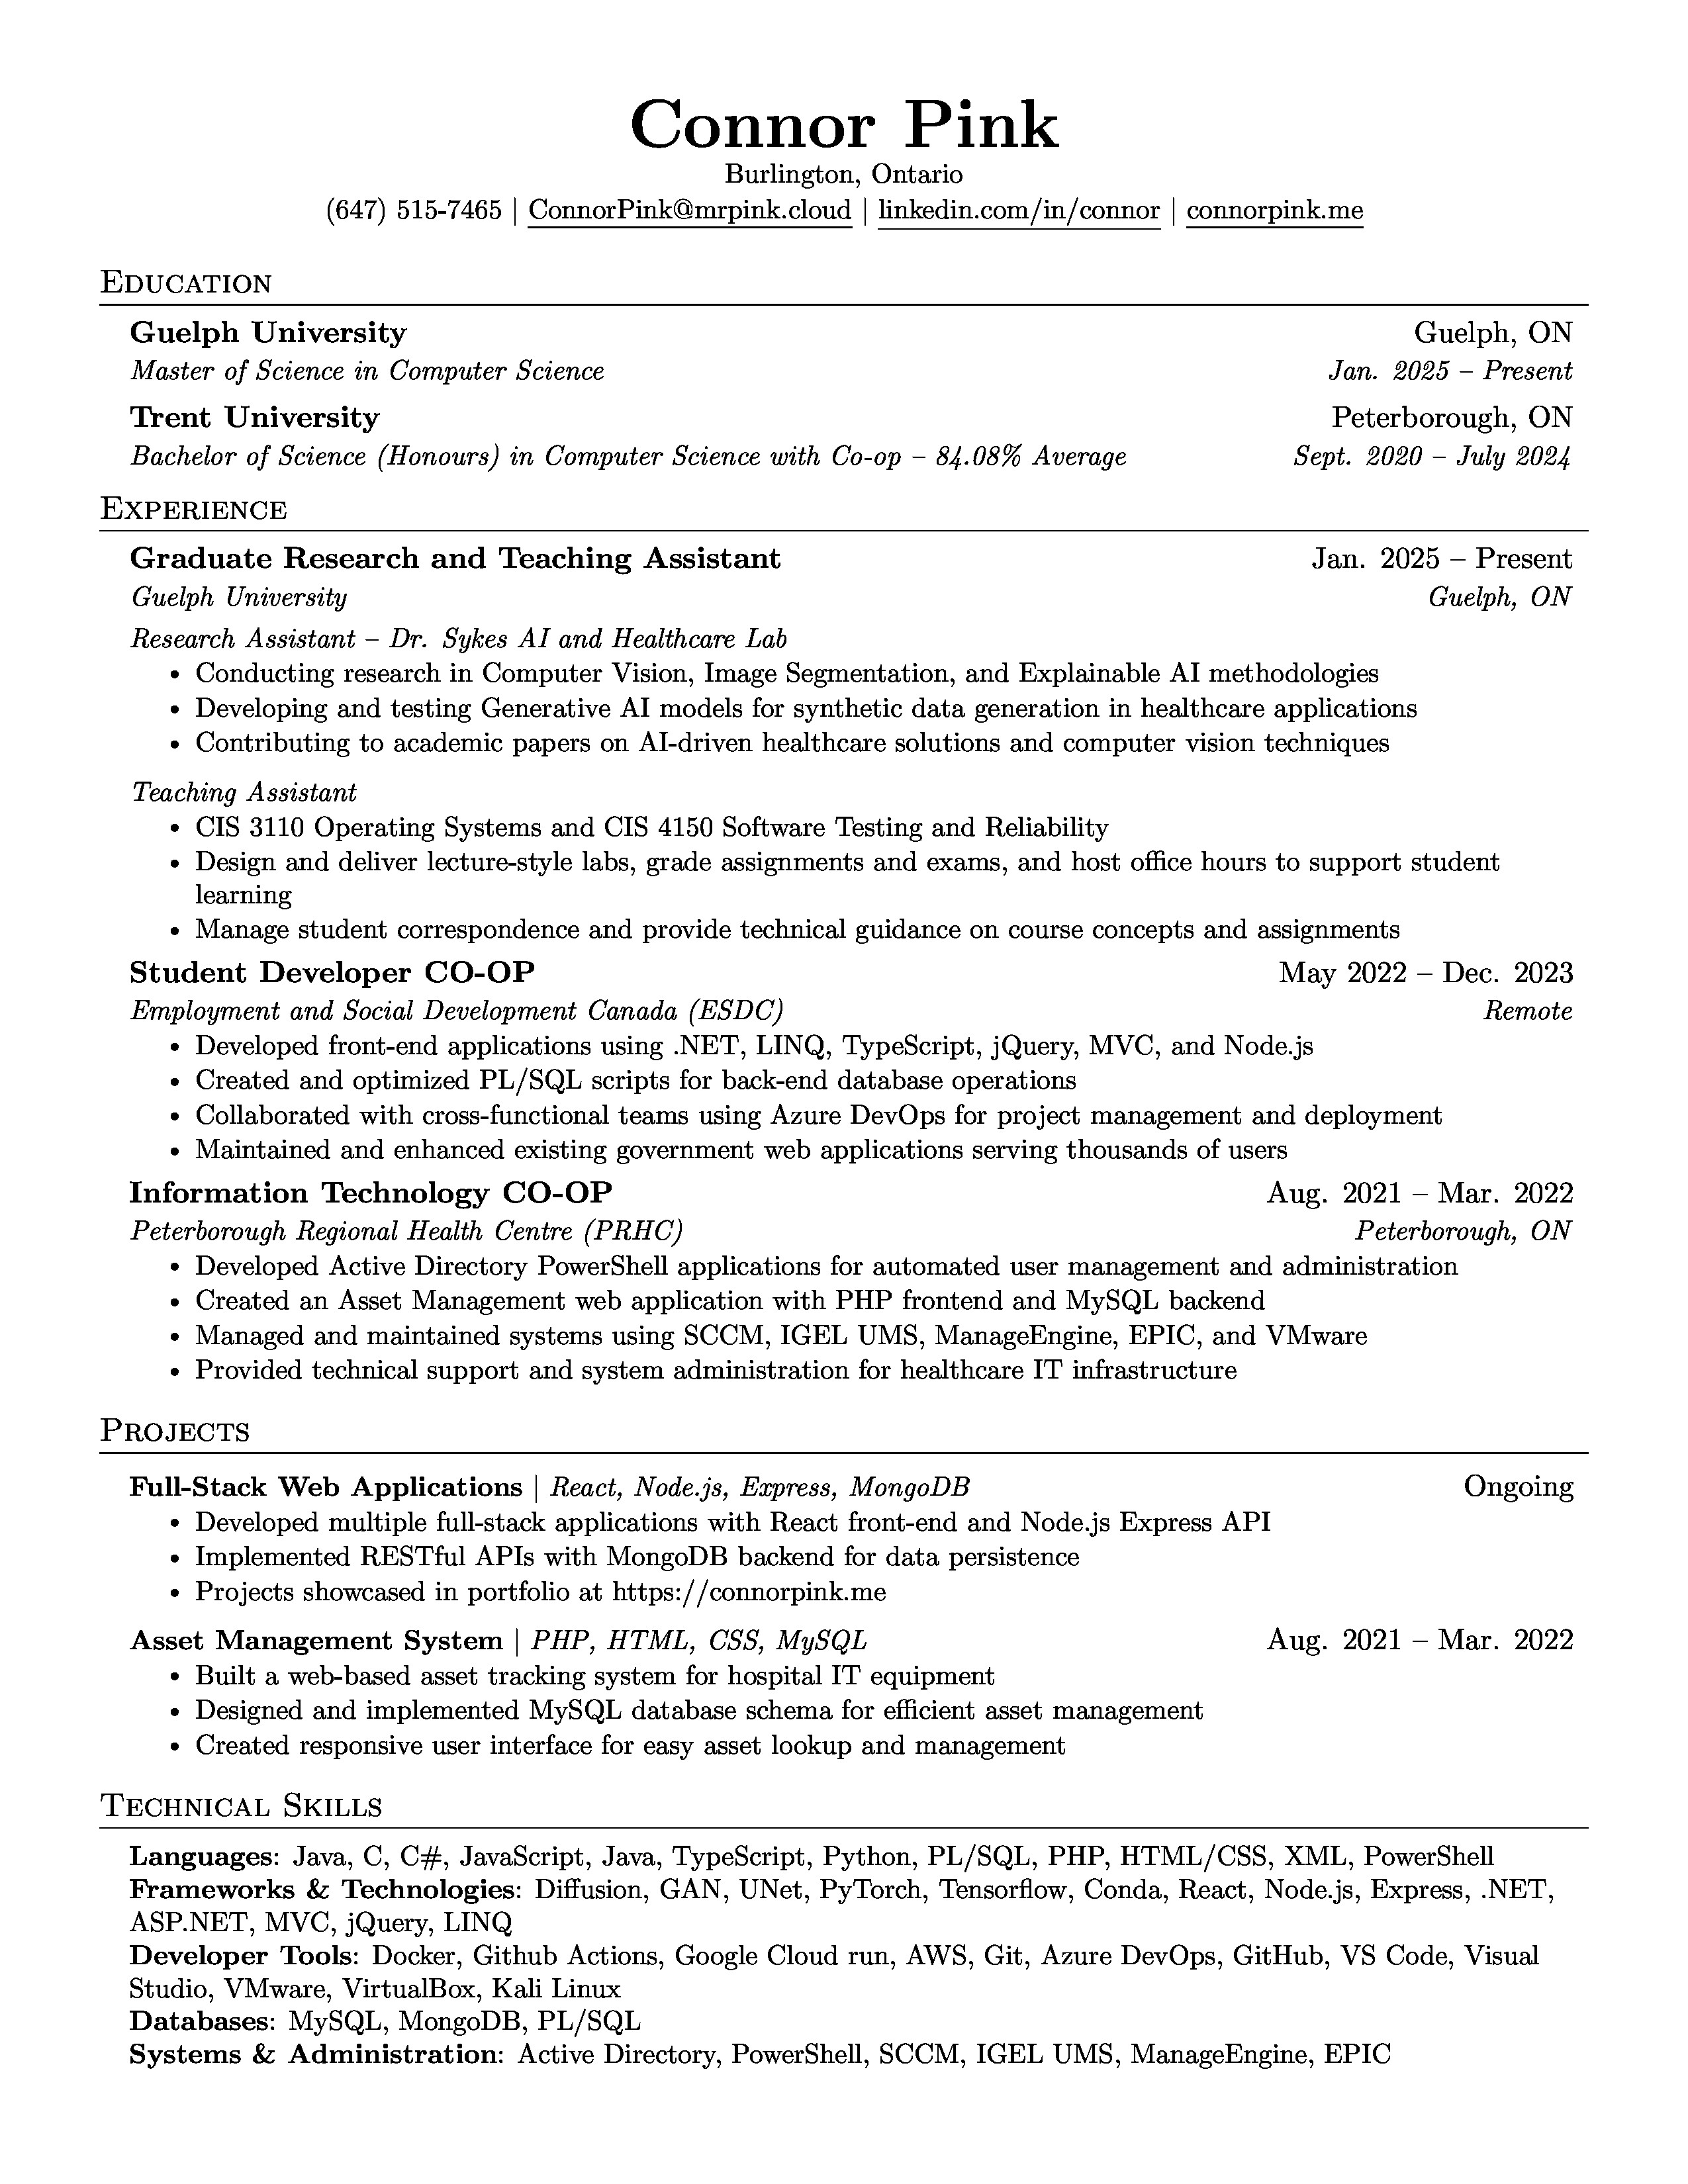 Connor Pink
Burlington, Ontario
(647) 515-7465 | ConnorPink@mrpink.cloud | linkedin.com/in/connor | connorpink.me
Education
Guelph University Guelph, ON
Master of Science in Computer Science Jan. 2025 – Present
Trent University Peterborough, ON
Bachelor of Science (Honours) in Computer Science with Co-op – 84.08% Average Sept. 2020 – July 2024
Experience
Graduate Research and Teaching Assistant Jan. 2025 – Present
Guelph University Guelph, ON
Research Assistant – Dr. Sykes AI and Healthcare Lab
• Conducting research in Computer Vision, Image Segmentation, and Explainable AI methodologies
• Developing and testing Generative AI models for synthetic data generation in healthcare applications
• Contributing to academic papers on AI-driven healthcare solutions and computer vision techniques
Teaching Assistant
• CIS 3110 Operating Systems and CIS 4150 Software Testing and Reliability
• Design and deliver lecture-style labs, grade assignments and exams, and host office hours to support student
learning
• Manage student correspondence and provide technical guidance on course concepts and assignments
Student Developer CO-OP May 2022 – Dec. 2023
Employment and Social Development Canada (ESDC) Remote
• Developed front-end applications using .NET, LINQ, TypeScript, jQuery, MVC, and Node.js
• Created and optimized PL/SQL scripts for back-end database operations
• Collaborated with cross-functional teams using Azure DevOps for project management and deployment
• Maintained and enhanced existing government web applications serving thousands of users
Information Technology CO-OP Aug. 2021 – Mar. 2022
Peterborough Regional Health Centre (PRHC) Peterborough, ON
• Developed Active Directory PowerShell applications for automated user management and administration
• Created an Asset Management web application with PHP frontend and MySQL backend
• Managed and maintained systems using SCCM, IGEL UMS, ManageEngine, EPIC, and VMware
• Provided technical support and system administration for healthcare IT infrastructure
Projects
Full-Stack Web Applications | React, Node.js, Express, MongoDB Ongoing
• Developed multiple full-stack applications with React front-end and Node.js Express API
• Implemented RESTful APIs with MongoDB backend for data persistence
• Projects showcased in portfolio at https://connorpink.me
Asset Management System | PHP, HTML, CSS, MySQL Aug. 2021 – Mar. 2022
• Built a web-based asset tracking system for hospital IT equipment
• Designed and implemented MySQL database schema for efficient asset management
• Created responsive user interface for easy asset lookup and management
Technical Skills
Languages: Java, C, C#, JavaScript, Java, TypeScript, Python, PL/SQL, PHP, HTML/CSS, XML, PowerShell
Frameworks & Technologies: Diffusion, GAN, UNet, PyTorch, Tensorflow, Conda, React, Node.js, Express, .NET,
ASP.NET, MVC, jQuery, LINQ
Developer Tools: Docker, Github Actions, Google Cloud run, AWS, Git, Azure DevOps, GitHub, VS Code, Visual
Studio, VMware, VirtualBox, Kali Linux
Databases: MySQL, MongoDB, PL/SQL
Systems & Administration: Active Directory, PowerShell, SCCM, IGEL UMS, ManageEngine, EPIC